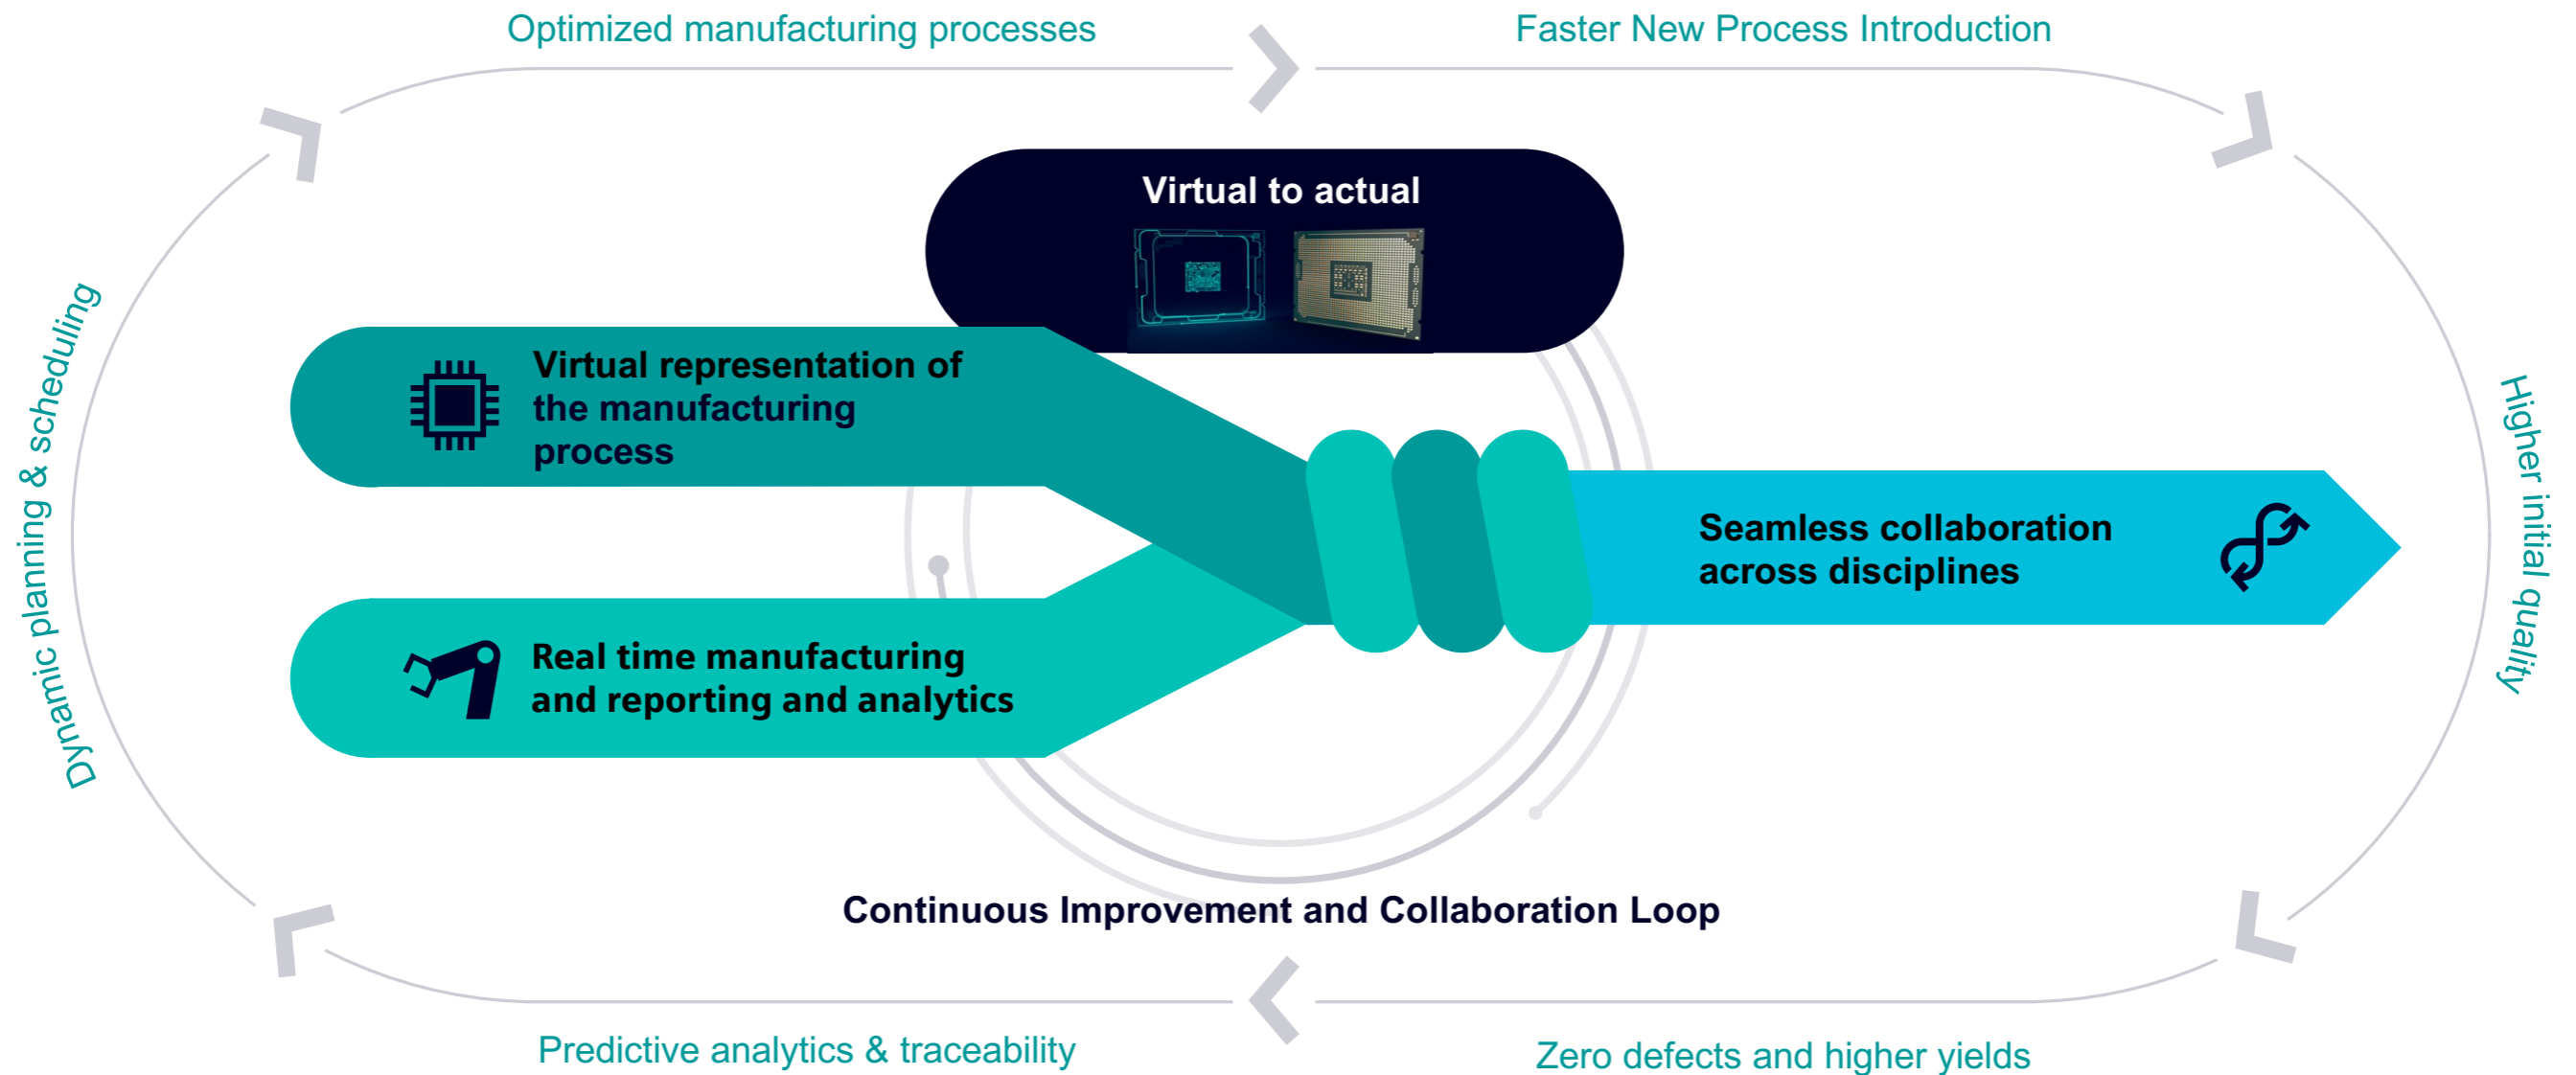 Optimized manufacturing processes
Faster New Process Introduction
Virtual to actual
Dynamic planning & scheduling
Virtual representation of
the manufacturing
process
Higher initial quality
Seamless collaboration
across disciplines
Real time manufacturing
and reporting and analytics
Continuous Improvement and Collaboration Loop
Predictive analytics & traceability
Zero defects and higher yields